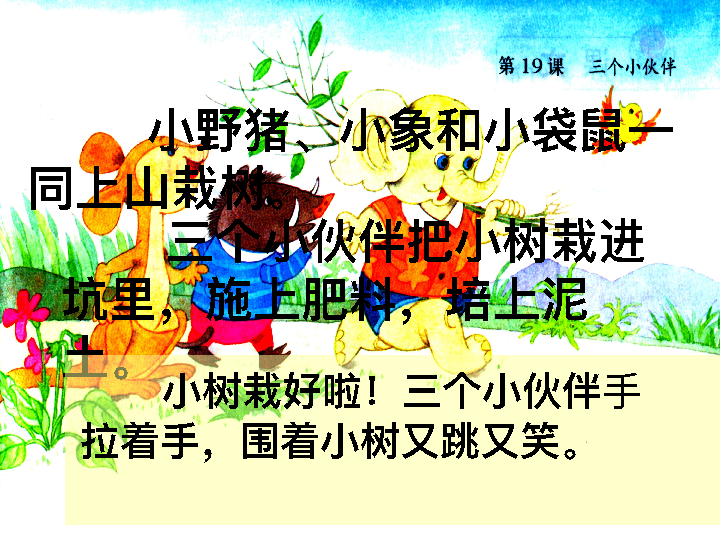 第19课 三个小伙伴
小野猪、小象和小袋鼠一
同上山栽树。
三个小伙伴把小树栽进
坑里，施上肥料，培上泥
土。
小树栽好啦！三个小伙伴手
拉着手，围着小树又跳又笑。